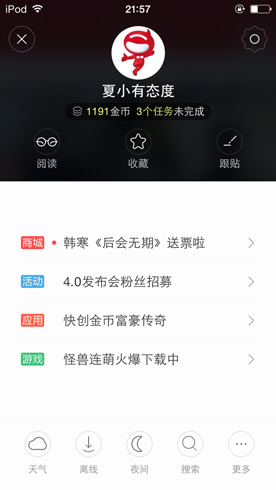 iPod 21:57
夏小有态度
1191金币 3个任务未完成
阅读 收藏 跟贴
商城 韩寒《后会无期》送票啦
活动 4.0发布会粉丝招募
应用 快创金币富豪传奇
游戏 怪兽连萌火爆下载中
天气 离线 夜间 搜索 更多